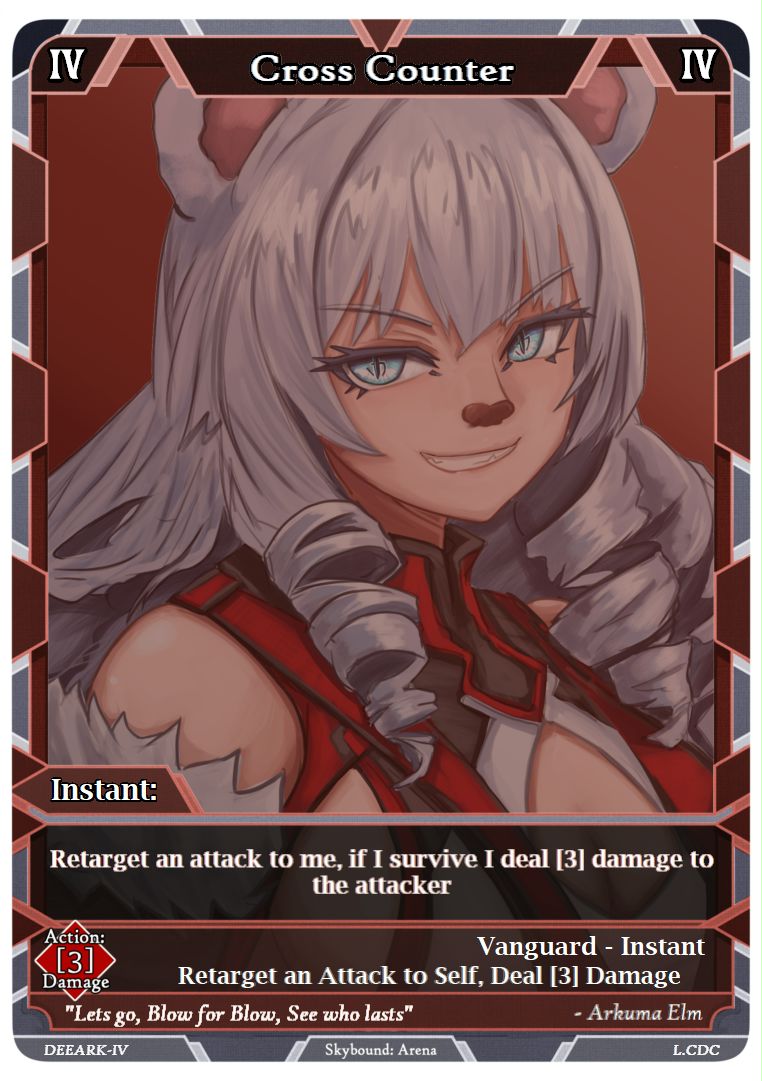 IV Cross Counter IV
Instant:
Retarget an attack to me, if I survive I deal [3] damage to
the attacker
Action:
[3]
Damage
Vanguard - Instant
Retarget an Attack to Self, Deal [3] Damage
"Lets go, Blow for Blow, See who lasts" - Arkuma Elm
DEEARK-IV Skybound: Arena L.CDC